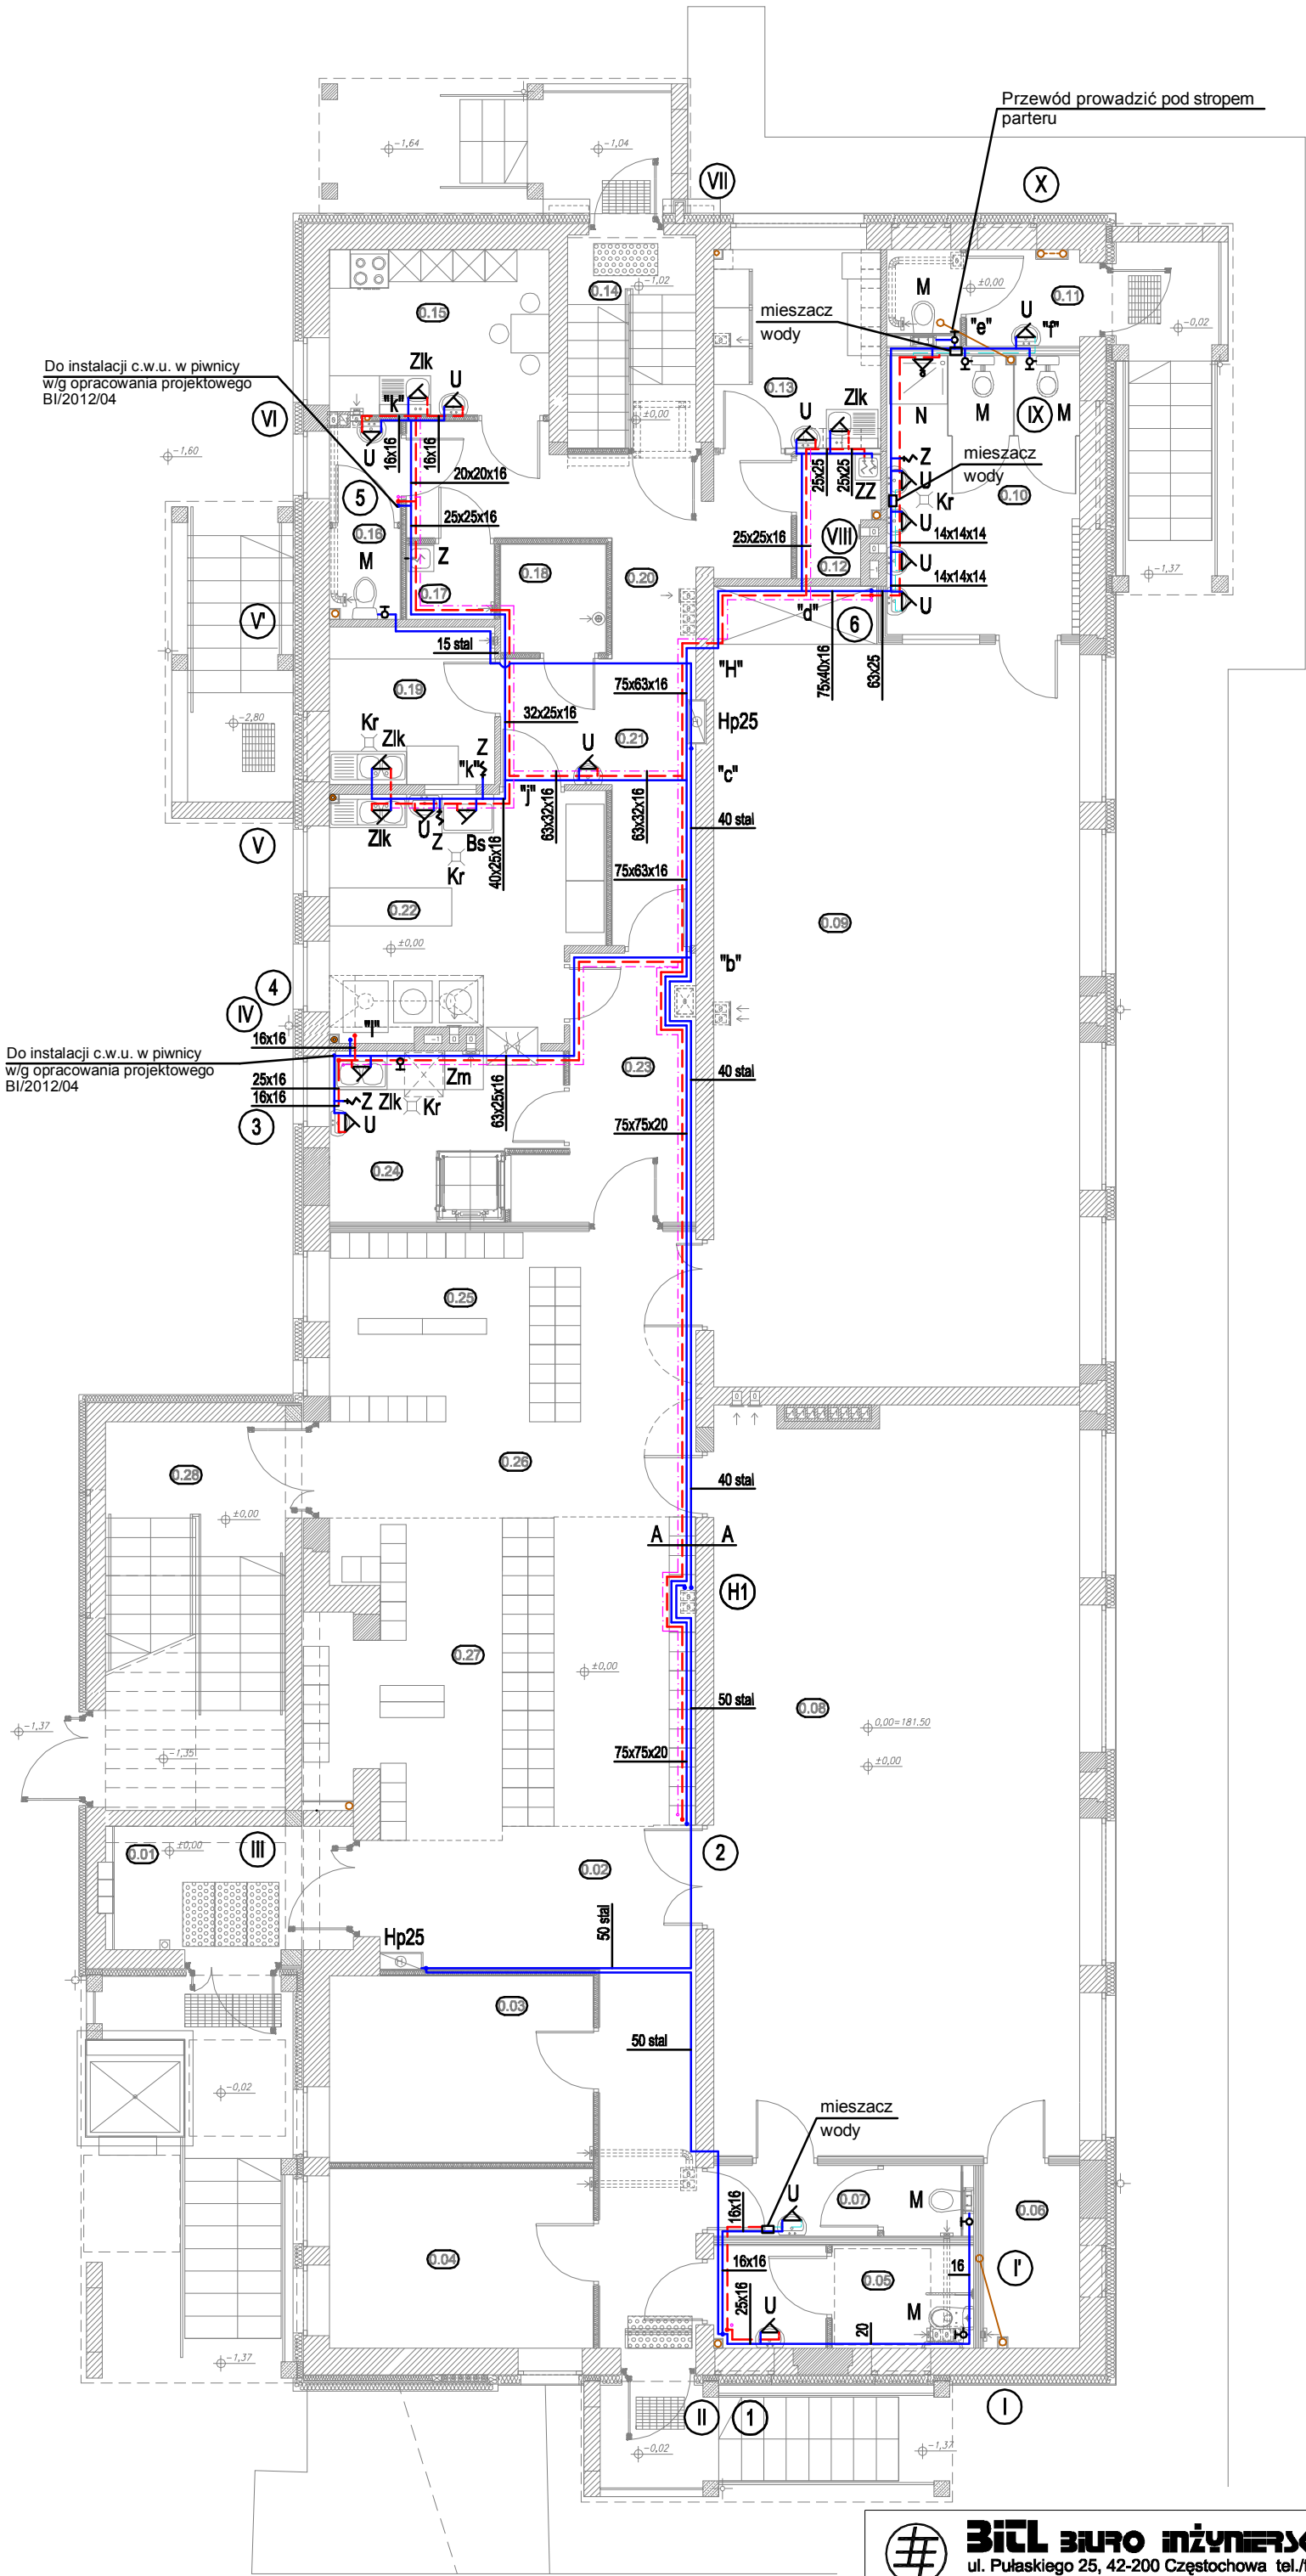 Przewód prowadzić pod stropem
parteru
-1,64
-1,04
VII
X
-1,02
0.14
±0,00
M
0.11
0.15
U
"e"
"f"
mieszacz
wody
-0,02
Do instalacji c.w.u. w piwnicy
w/g opracowania projektowego
BI/2012/04
Zlk
U
"k"
0.13
VI
U
16x16
16x16
±0,00
U
Zlk
N
M
IX
M
-1,60
20x20x16
25x25
25x25
ZZ
Z
U
mieszacz
wody
5
25x25x16
Kr
0.10
0.16
M
Z
0.18
0.20
25x25x16
VIII
U
14x14x14
0.12
U
14x14x14
-1,37
0.17
U
V'
"d"
6
15 stal
"H"
75x40x16
63x25
0.19
75x63x16
32x25x16
Hp25
-2,80
Kr
Zlk
Z
"k"
U
0.21
"c"
"j"
63x32x16
63x32x16
40 stal
V
Zlk
U
Z
Bs
Kr
40x25x16
75x63x16
0.22
0.09
±0,00
"b"
4
IV
"l"
16x16
Do instalacji c.w.u. w piwnicy
w/g opracowania projektowego
BI/2012/04
25x16
16x16
Zm
0.23
40 stal
Z
Zlk
Kr
63x25x16
3
U
75x75x20
0.24
0.25
0.26
0.28
40 stal
±0,00
A
A
H1
0.27
±0,00
50 stal
0.08
0,00=181.50
-1,37
-1,35
75x75x20
±0,00
0.01
±0,00
III
0.02
2
Hp25
50 stal
0.03
50 stal
-0,02
mieszacz
wody
16x16
U
0.07
M
0.06
0.04
16x16
0.05
16
I'
25x16
U
M
20
-1,37
II
1
I
-0,02
-1,37
BiTL BIURO INŻYNIERS
ul. Pułaskiego 25, 42-200 Częstochowa tel./